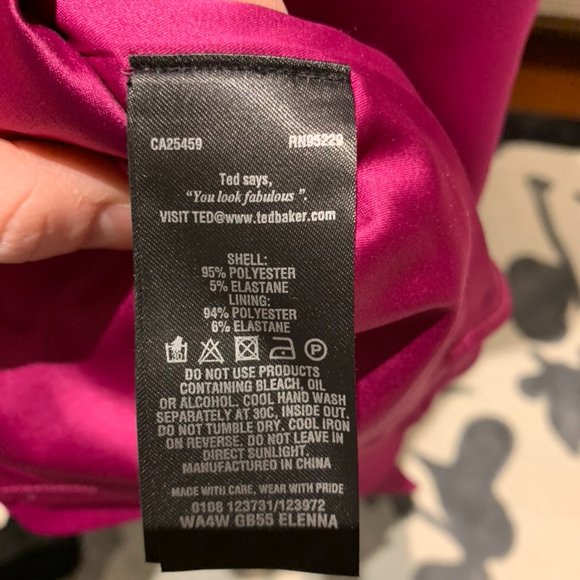 CA25459 RN95229
Ted says,
"You look fabulous".
VISIT TED@www.tedbaker.com
SHELL:
95% POLYESTER
5% ELASTANE
LINING:
94% POLYESTER
6% ELASTANE
DO NOT USE PRODUCTS
CONTAINING BLEACH, OIL
OR ALCOHOL. COOL HAND WASH
SEPARATELY AT 30C, INSIDE OUT.
DO NOT TUMBLE DRY. COOL IRON
ON REVERSE. DO NOT LEAVE IN
DIRECT SUNLIGHT.
MANUFACTURED IN CHINA
MADE WITH CARE, WEAR WITH PRIDE
0108 123731/123972
WA4W GB55 ELENNA